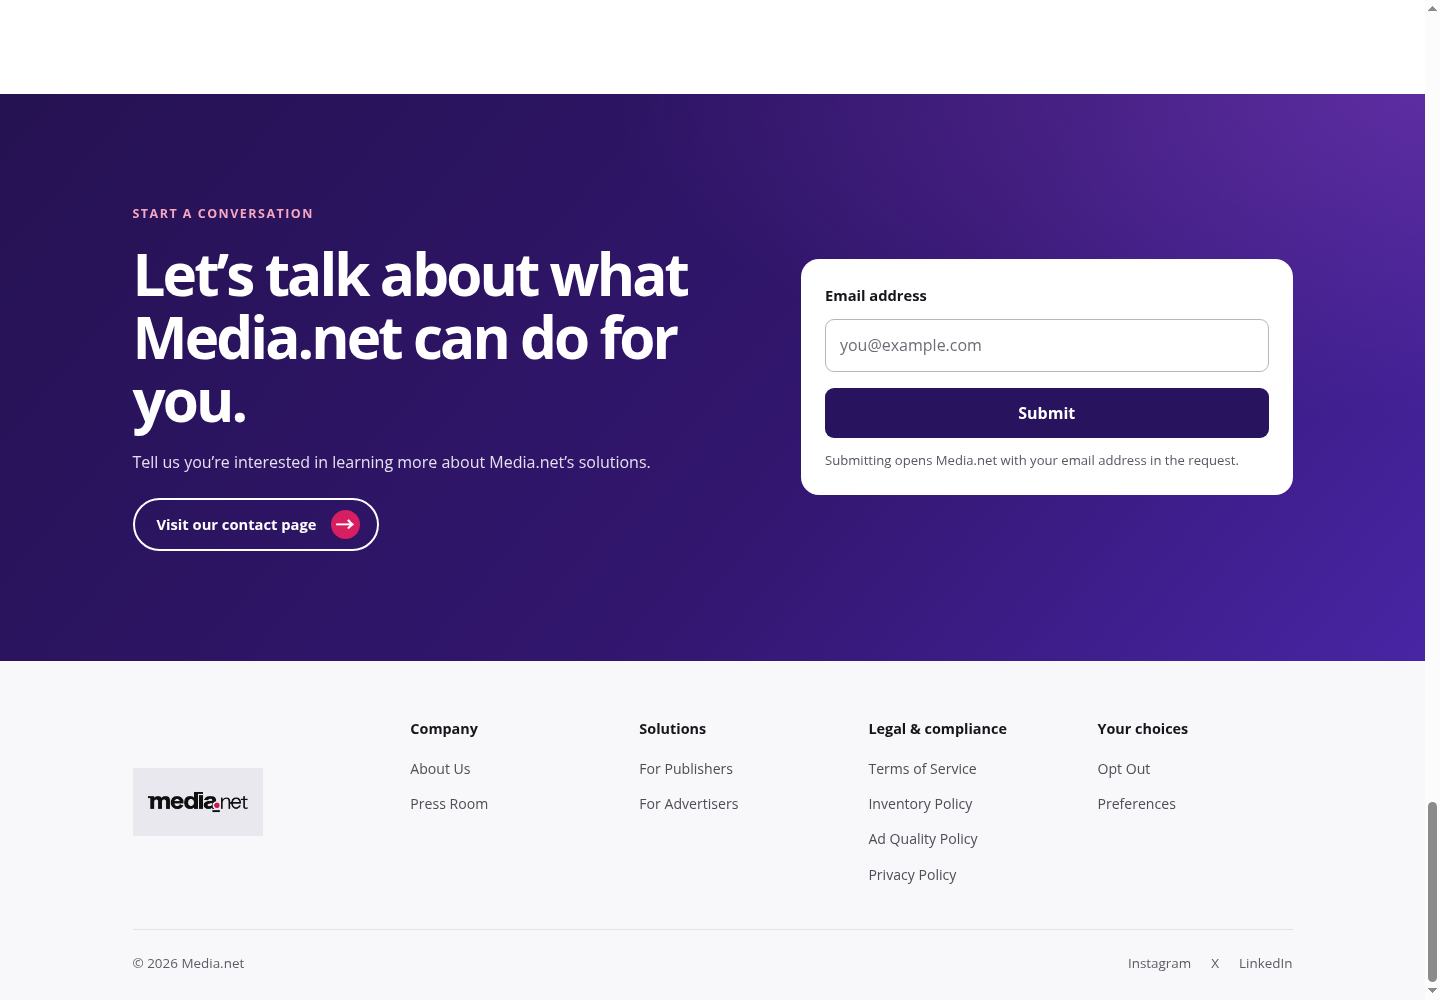 START A CONVERSATION
Let’s talk about what
Media.net can do for
you.
Tell us you’re interested in learning more about Media.net’s solutions.
Visit our contact page
Email address
you@example.com
Submit
Submitting opens Media.net with your email address in the request.
media.net
Company
About Us
Press Room
Solutions
For Publishers
For Advertisers
Legal & compliance
Terms of Service
Inventory Policy
Ad Quality Policy
Privacy Policy
Your choices
Opt Out
Preferences
© 2026 Media.net
Instagram X LinkedIn